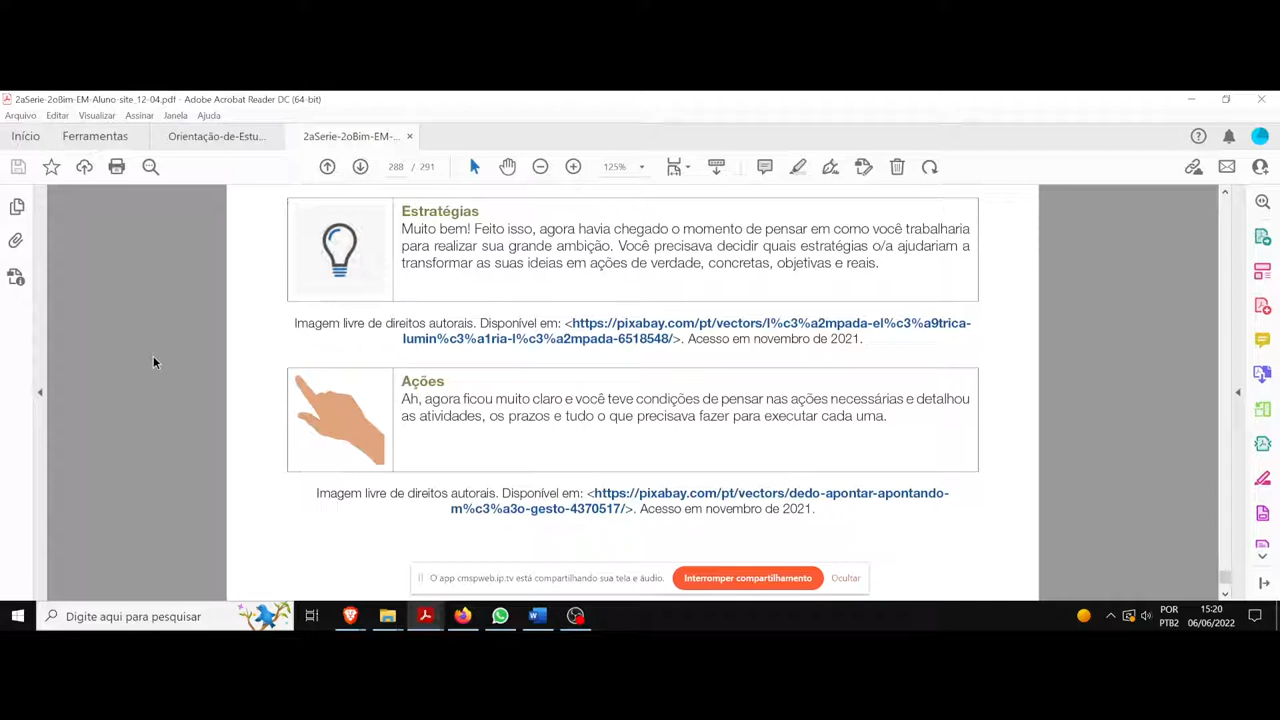 2aSerie-2oBim-EM-Aluno-site_12-04.pdf - Adobe Acrobat Reader DC (64-bit)
Arquivo Editar Visualizar Assinar Janela Ajuda
Início Ferramentas Orientação-de-Estu... 2aSerie-2oBim-EM-... ×
288 / 291 125%
Estratégias
Muito bem! Feito isso, agora havia chegado o momento de pensar em como você trabalharia
para realizar sua grande ambição. Você precisava decidir quais estratégias o/a ajudariam a
transformar as suas ideias em ações de verdade, concretas, objetivas e reais.
Imagem livre de direitos autorais. Disponível em: <https://pixabay.com/pt/vectors/l%c3%a2mpada-el%c3%a9trica-
lumin%c3%a1ria-l%c3%a2mpada-6518548/>. Acesso em novembro de 2021.
Ações
Ah, agora ficou muito claro e você teve condições de pensar nas ações necessárias e detalhou
as atividades, os prazos e tudo o que precisava fazer para executar cada uma.
Imagem livre de direitos autorais. Disponível em: <https://pixabay.com/pt/vectors/dedo-apontar-apontando-
m%c3%a3o-gesto-4370517/>. Acesso em novembro de 2021.
O app cmspweb.ip.tv está compartilhando sua tela e áudio. Interromper compartilhamento Ocultar
Digite aqui para pesquisar
POR 15:20
PTB2 06/06/2022